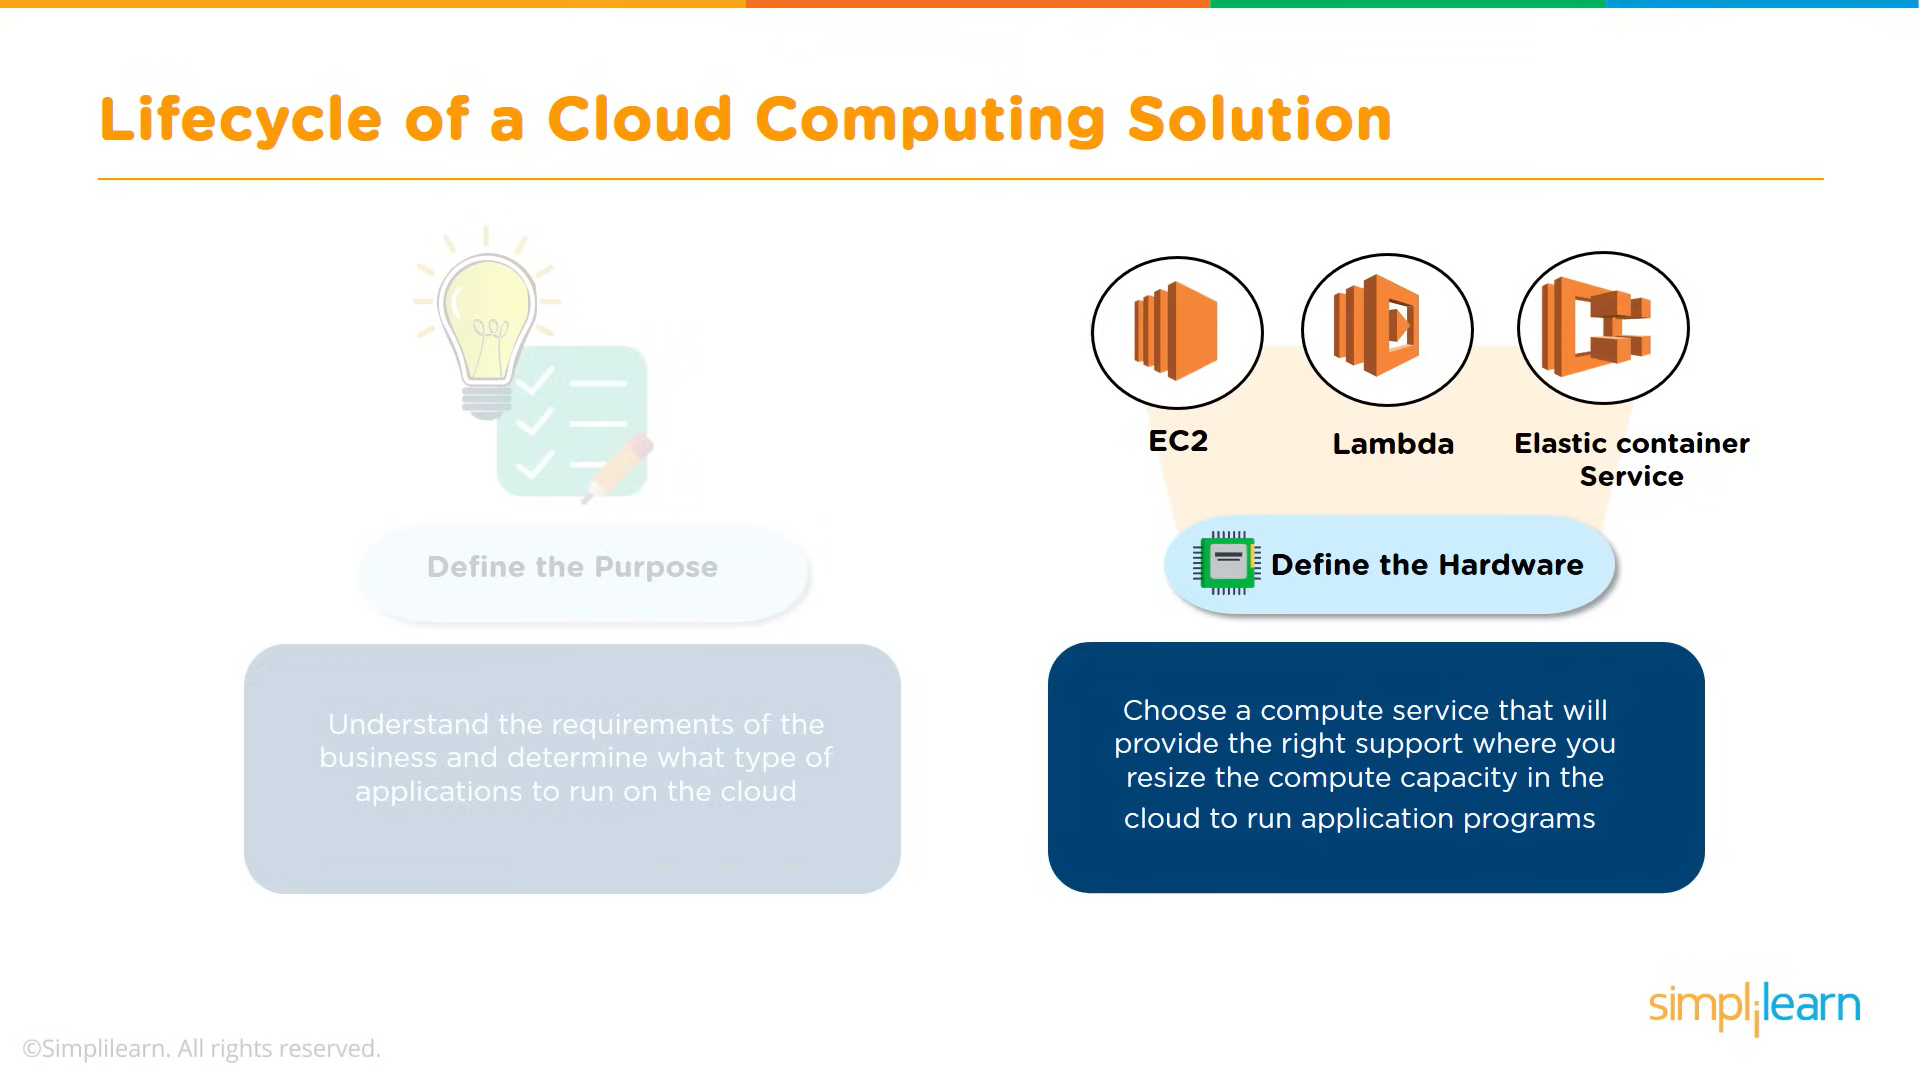 Lifecycle of a Cloud Computing Solution
EC2
Lambda
Elastic container
Service
Define the Purpose
Define the Hardware
Understand the requirements of the
business and determine what type of
applications to run on the cloud
Choose a compute service that will
provide the right support where you
resize the compute capacity in the
cloud to run application programs
simplilearn
©Simplilearn. All rights reserved.